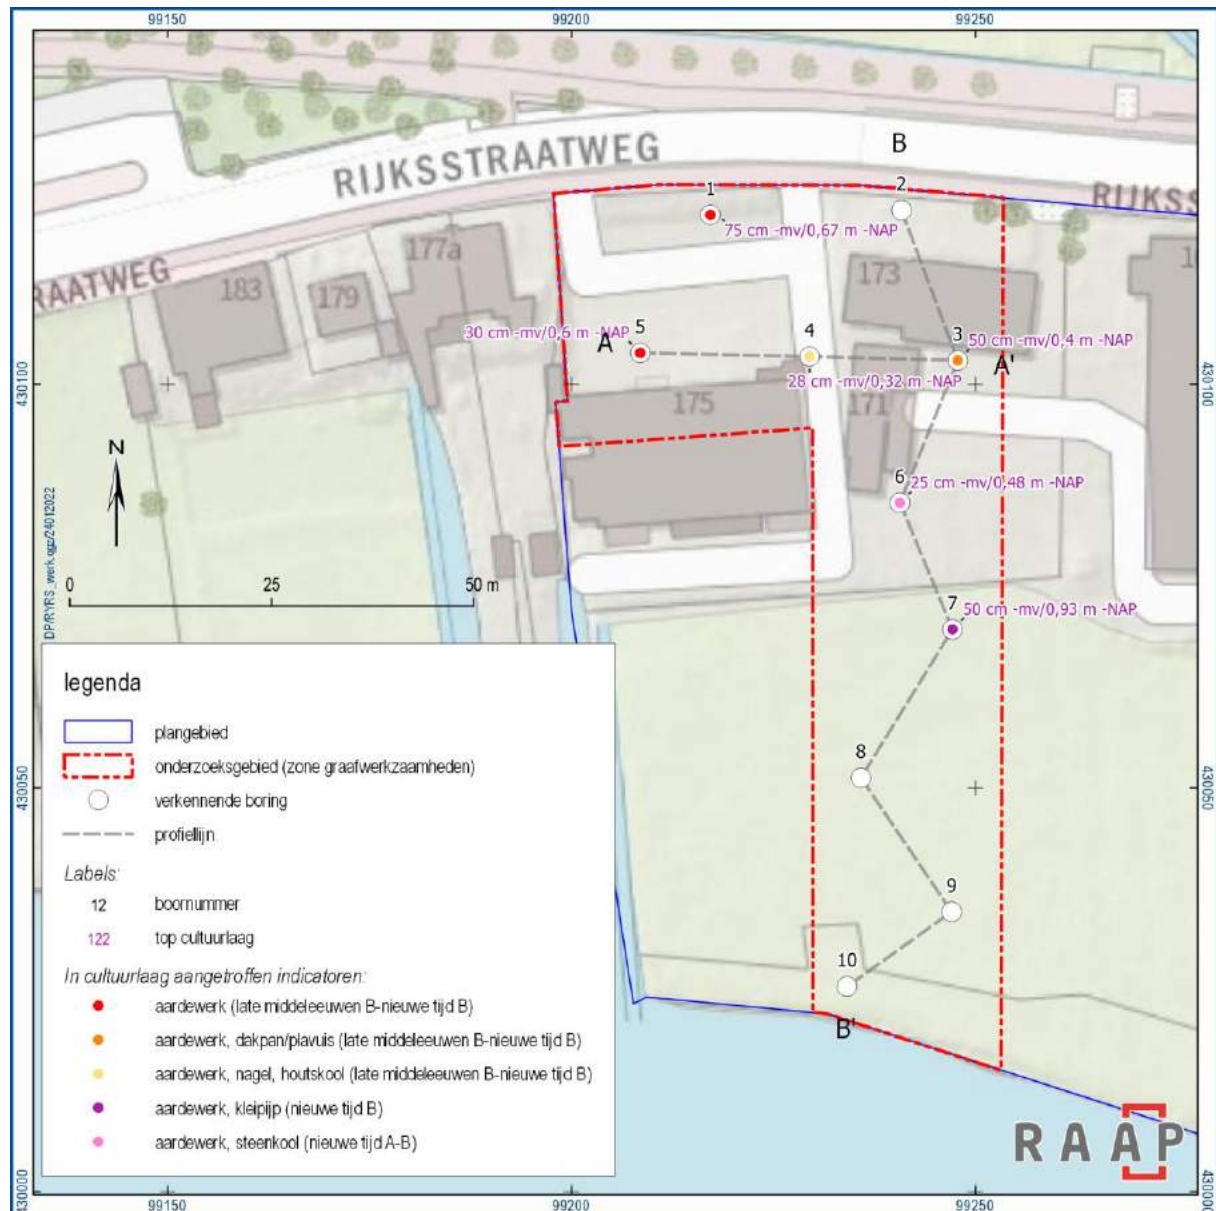 99150
99200
99250
RIJKSSTRAATWEG
B
RIJKSS
1
2
75 cm -mv/0,67 m -NAP
177a
183
179
173
RAATWEG
30 cm -mv/0,6 m -NAP
A
5
4
3
50 cm -mv/0,4 m -NAP
A'
28 cm -mv/0,32 m -NAP
430100
430100
175
171
N
6
25 cm -mv/0,48 m -NAP
0
25
50 m
7
50 cm -mv/0,93 m -NAP
legenda
plangebied
onderzoeksgebied (zone graafwerkzaamheden)
verkennende boring
profiellijn
Labels:
12
boornummer
122
top cultuurlaag
In cultuurlaag aangetroffen indicatoren:
aardewerk (late middeleeuwen B-nieuwe tijd B)
aardewerk, dakpan/plavuis (late middeleeuwen B-nieuwe tijd B)
aardewerk, nagel, houtskool (late middeleeuwen B-nieuwe tijd B)
aardewerk, kleipijp (nieuwe tijd B)
aardewerk, steenkool (nieuwe tijd A-B)
8
430050
430050
9
10
B'
RAAP
430000
430000
99150
99200
99250